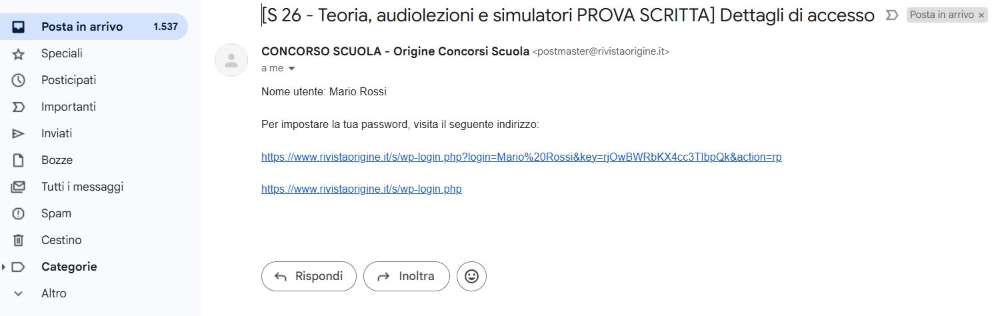 Posta in arrivo 1.537
Speciali
Posticipati
Importanti
Inviati
Bozze
Tutti i messaggi
Spam
Cestino
Categorie
Altro
[S 26 - Teoria, audiolezioni e simulatori PROVA SCRITTA] Dettagli di accesso Posta in arrivo ×
CONCORSO SCUOLA - Origine Concorsi Scuola <postmaster@rivistaorigine.it>
a me
Nome utente: Mario Rossi
Per impostare la tua password, visita il seguente indirizzo:
https://www.rivistaorigine.it/s/wp-login.php?login=Mario%20Rossi&key=rjOwBWRbKX4cc3TlbpQk&action=rp
https://www.rivistaorigine.it/s/wp-login.php
Rispondi
Inoltra